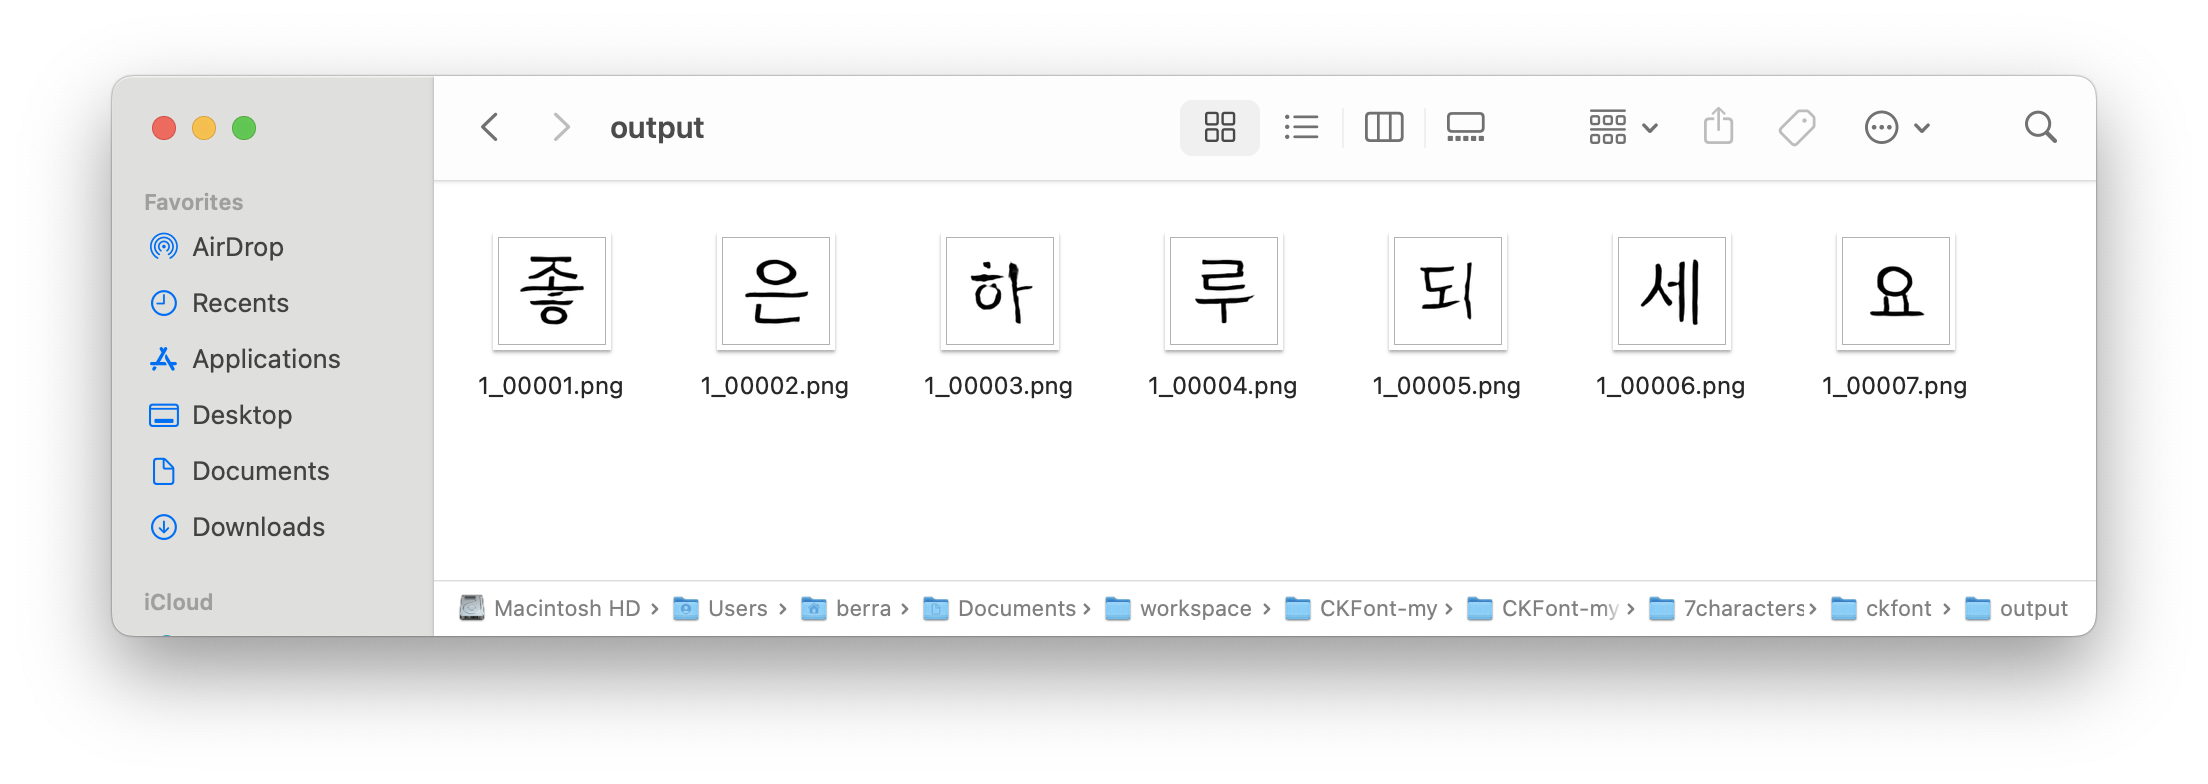 output
Favorites
AirDrop
Recents
Applications
Desktop
Documents
Downloads
iCloud
좋 은 하 루 되 세 요
1_00001.png 1_00002.png 1_00003.png 1_00004.png 1_00005.png 1_00006.png 1_00007.png
Macintosh HD › Users › berra › Documents › workspace › CKFont-my › CKFont-my › 7characters › ckfont › output